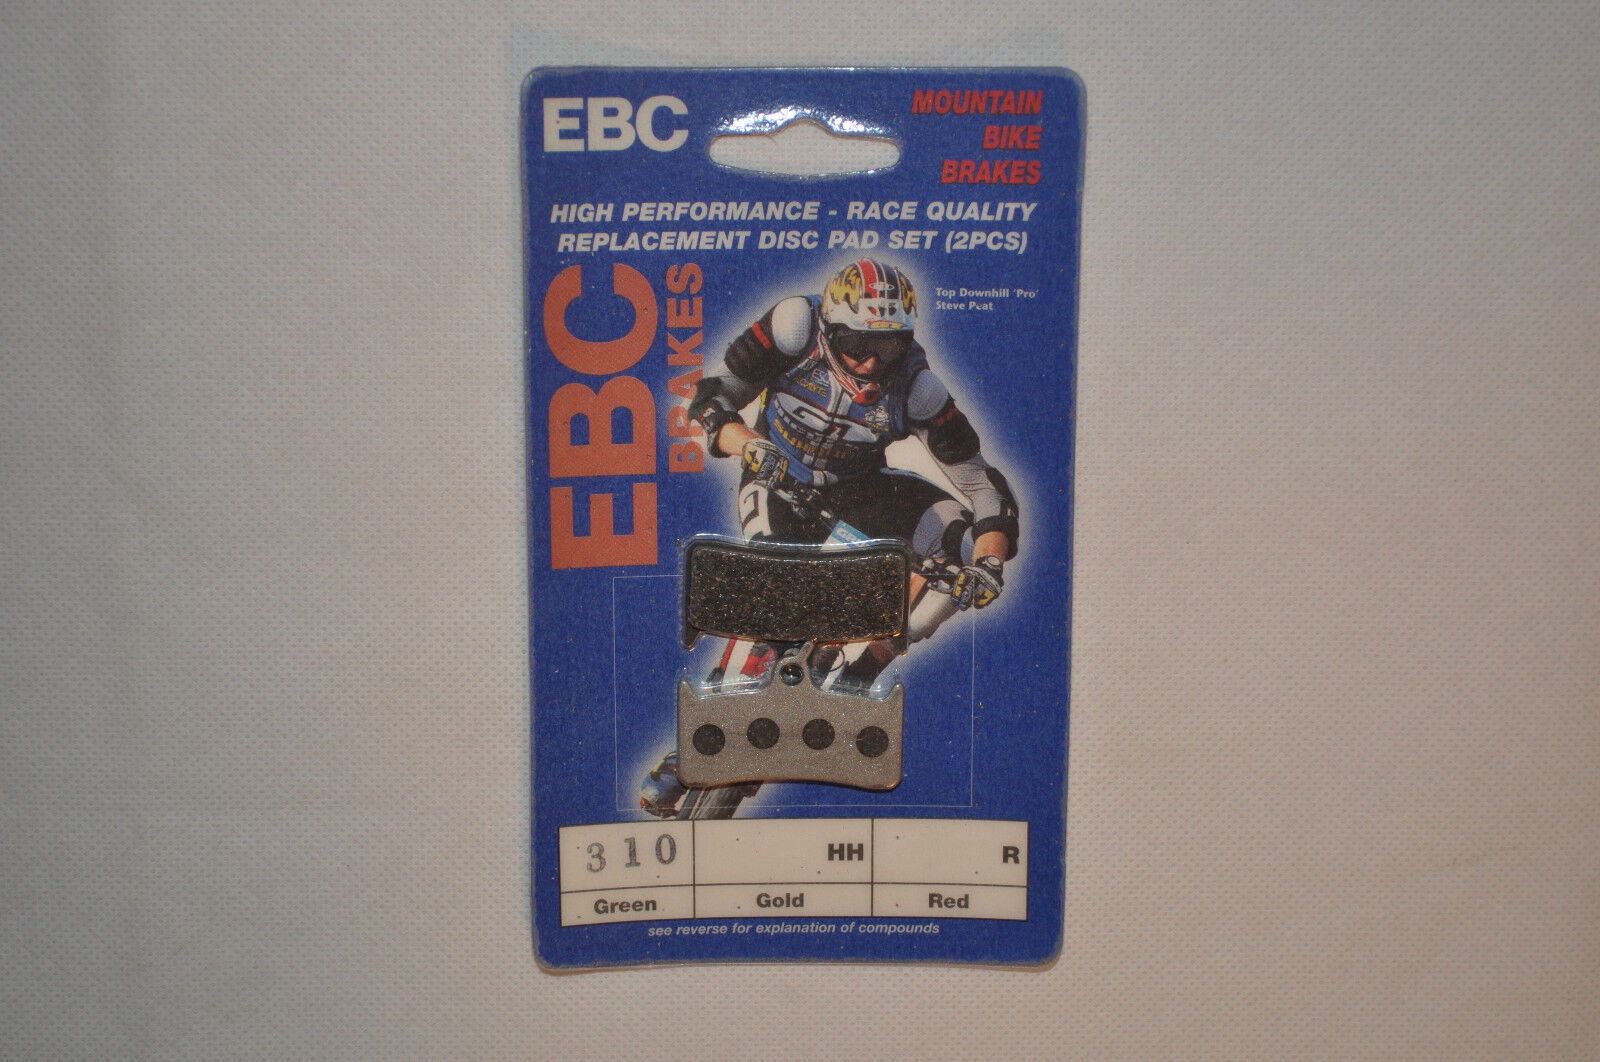 EBC
MOUNTAIN
BIKE
BRAKES
HIGH PERFORMANCE - RACE QUALITY
REPLACEMENT DISC PAD SET (2PCS)
EBC
BRAKES
Top Downhill 'Pro'
Steve Peat
310
HH
R
Green
Gold
Red
see reverse for explanation of compounds